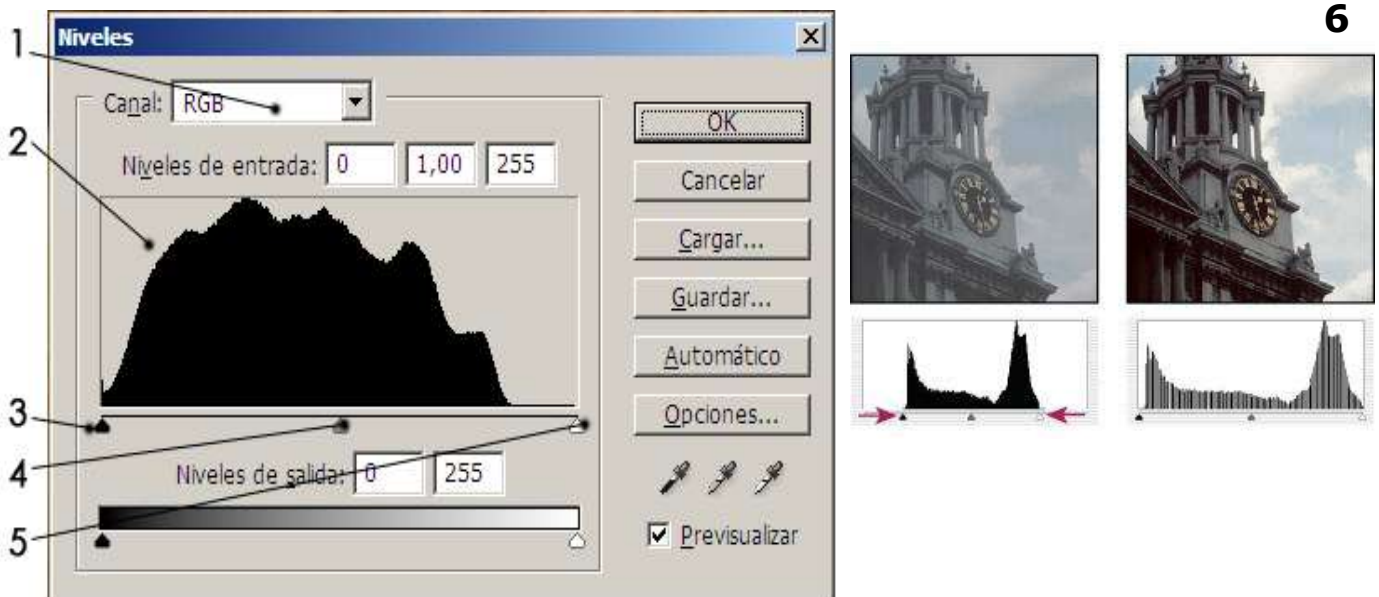 6
1
Niveles
Canal: RGB
2
Niveles de entrada: 0 1,00 255
3
4
Niveles de salida: 0 255
5
OK
Cancelar
Cargar...
Guardar...
Automático
Opciones...
Previsualizar